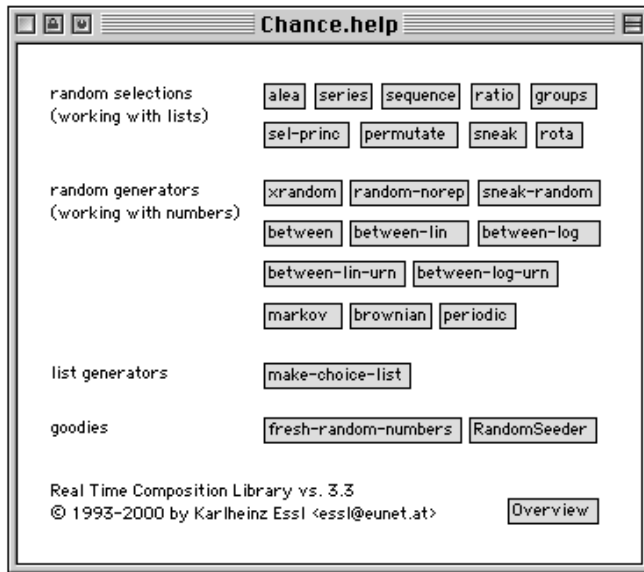 Chance.help
random selections
(working with lists)
alea series sequence ratio groups
sel-princ permutate sneak rota
random generators
(working with numbers)
xrandom random-norep sneak-random
between between-lin between-log
between-lin-urn between-log-urn
markov brownian periodic
list generators make-choice-list
goodies fresh-random-numbers RandomSeeder
Real Time Composition Library vs. 3.3
© 1993-2000 by Karlheinz Essl <essl@eunet.at>
Overview